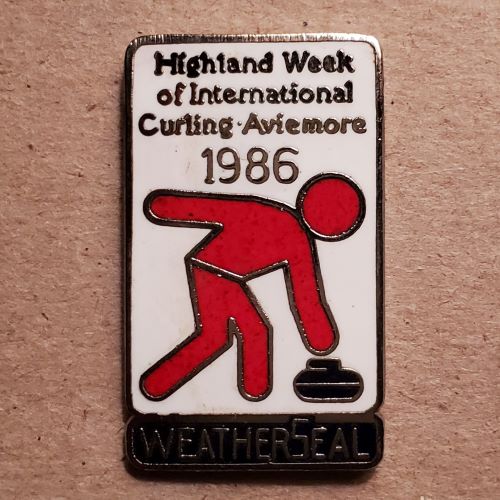 Highland Week
of International
Curling·Aviemore
1986
WEATHERSEAL